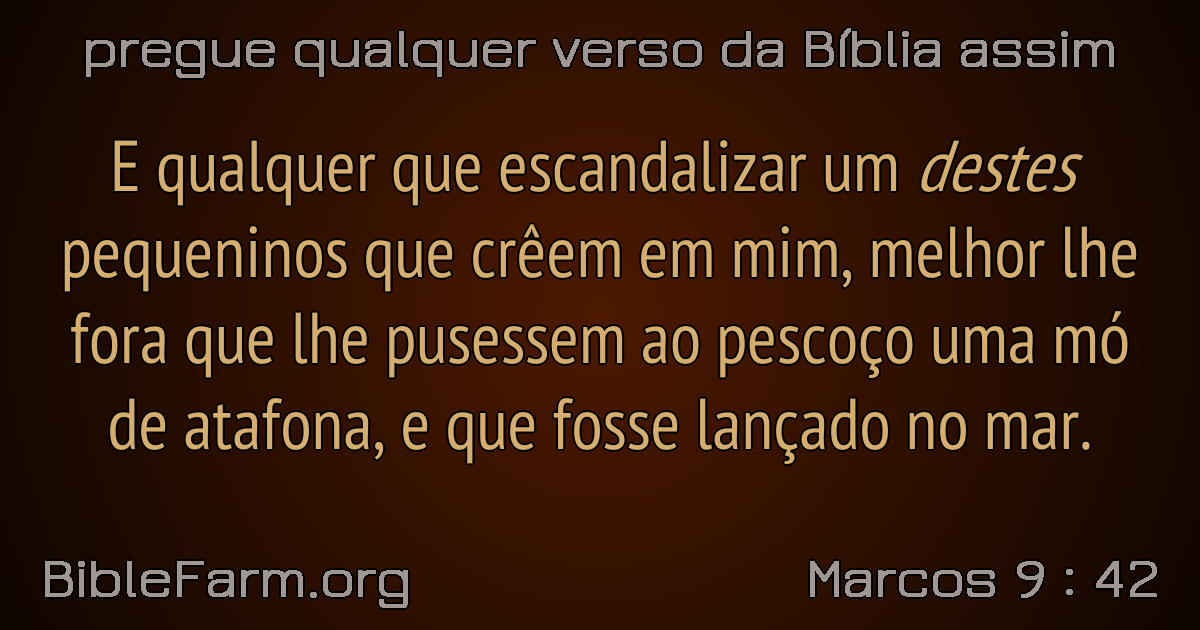 pregue qualquer verso da Bíblia assim
E qualquer que escandalizar um destes
pequeninos que crêem em mim, melhor lhe
fora que lhe pusessem ao pescoço uma mó
de atafona, e que fosse lançado no mar.
BibleFarm.org
Marcos 9 : 42